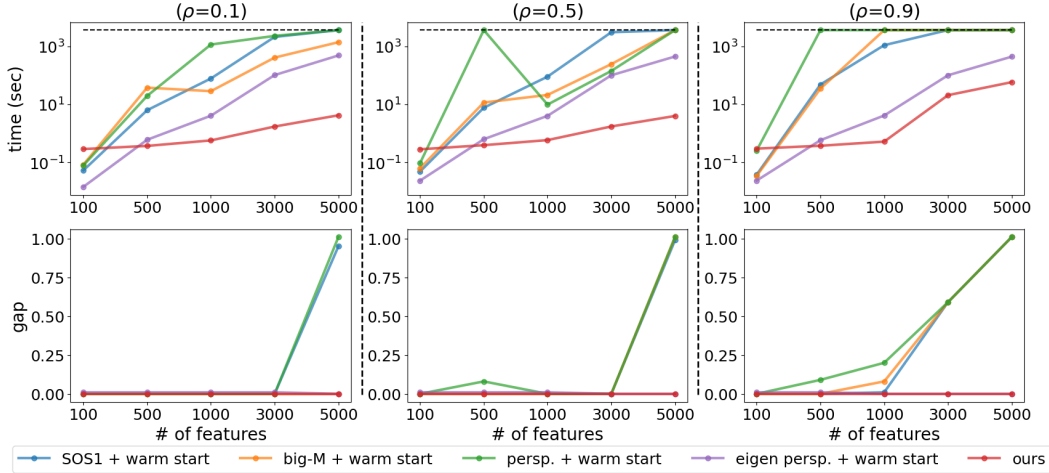 (ρ=0.1) (ρ=0.5) (ρ=0.9)
time (sec)
10³ 10³ 10³
10¹ 10¹ 10¹
10⁻¹ 10⁻¹ 10⁻¹
100 500 1000 3000 5000 100 500 1000 3000 5000 100 500 1000 3000 5000
gap
1.00 1.00 1.00
0.75 0.75 0.75
0.50 0.50 0.50
0.25 0.25 0.25
0.00 0.00 0.00
100 500 1000 3000 5000 100 500 1000 3000 5000 100 500 1000 3000 5000
# of features # of features # of features
SOS1 + warm start big-M + warm start persp. + warm start eigen persp. + warm start ours